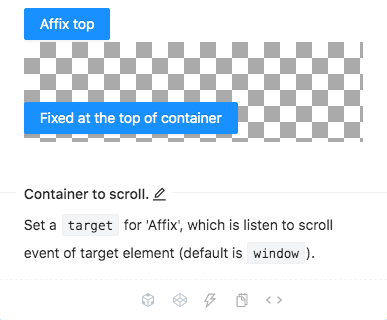 Affix top
Fixed at the top of container
Container to scroll.
Set a target for 'Affix', which is listen to scroll
event of target element (default is window ).